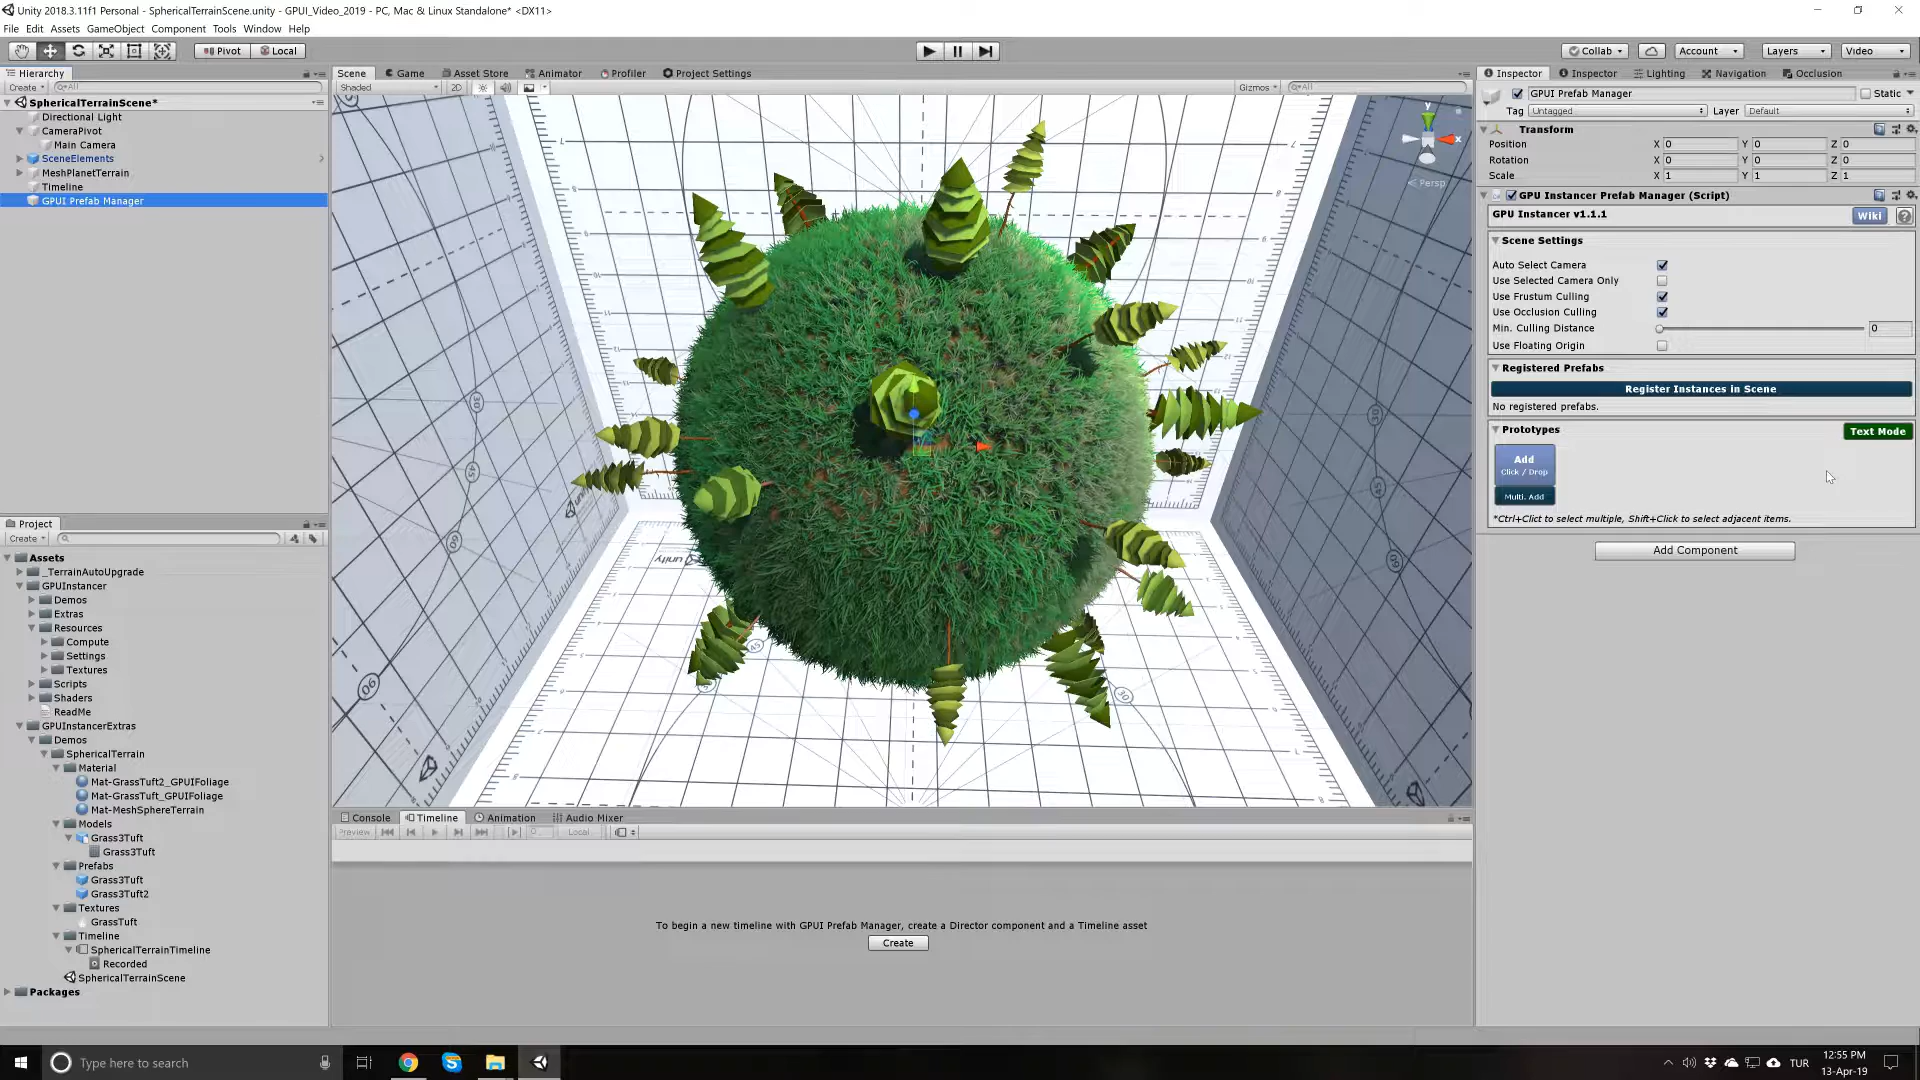 Unity 2018.3.11f1 Personal - SphericalTerrainScene.unity - GPUI_Video_2019 - PC, Mac & Linux Standalone* <DX11>
File Edit Assets GameObject Component Tools Window Help
Pivot Local Collab Account Layers Video
Hierarchy
Create All
SphericalTerrainScene*
Directional Light
CameraPivot
Main Camera
SceneElements
MeshPlanetTerrain
Timeline
GPUI Prefab Manager
Project
Create
Assets
_TerrainAutoUpgrade
GPUInstancer
Demos
Extras
Resources
Compute
Settings
Textures
Scripts
Shaders
ReadMe
GPUInstancerExtras
Demos
SphericalTerrain
Material
Mat-GrassTuft2_GPUIFoliage
Mat-GrassTuft_GPUIFoliage
Mat-MeshSphereTerrain
Models
Grass3Tuft
Grass3Tuft
Prefabs
Grass3Tuft
Grass3Tuft2
Textures
GrassTuft
Timeline
SphericalTerrainTimeline
Recorded
SphericalTerrainScene
Packages
Scene Game Asset Store Animator Profiler Project Settings
Shaded 2D Gizmos All
y
x
Persp
unity
Console Timeline Animation Audio Mixer
Preview 0 Local
To begin a new timeline with GPUI Prefab Manager, create a Director component and a Timeline asset
Create
Inspector Inspector Lighting Navigation Occlusion
GPUI Prefab Manager Static
Tag Untagged Layer Default
Transform
Position X 0 Y 0 Z 0
Rotation X 0 Y 0 Z 0
Scale X 1 Y 1 Z 1
GPU Instancer Prefab Manager (Script)
GPU Instancer v1.1.1 Wiki ?
Scene Settings
Auto Select Camera
Use Selected Camera Only
Use Frustum Culling
Use Occlusion Culling
Min. Culling Distance 0
Use Floating Origin
Registered Prefabs
Register Instances in Scene
No registered prefabs.
Prototypes Text Mode
Add
Click / Drop
Multi. Add
*Ctrl+Clict to select multiple, Shift+Click to select adjacent items.
Add Component
Type here to search
TUR
12:55 PM
13-Apr-19